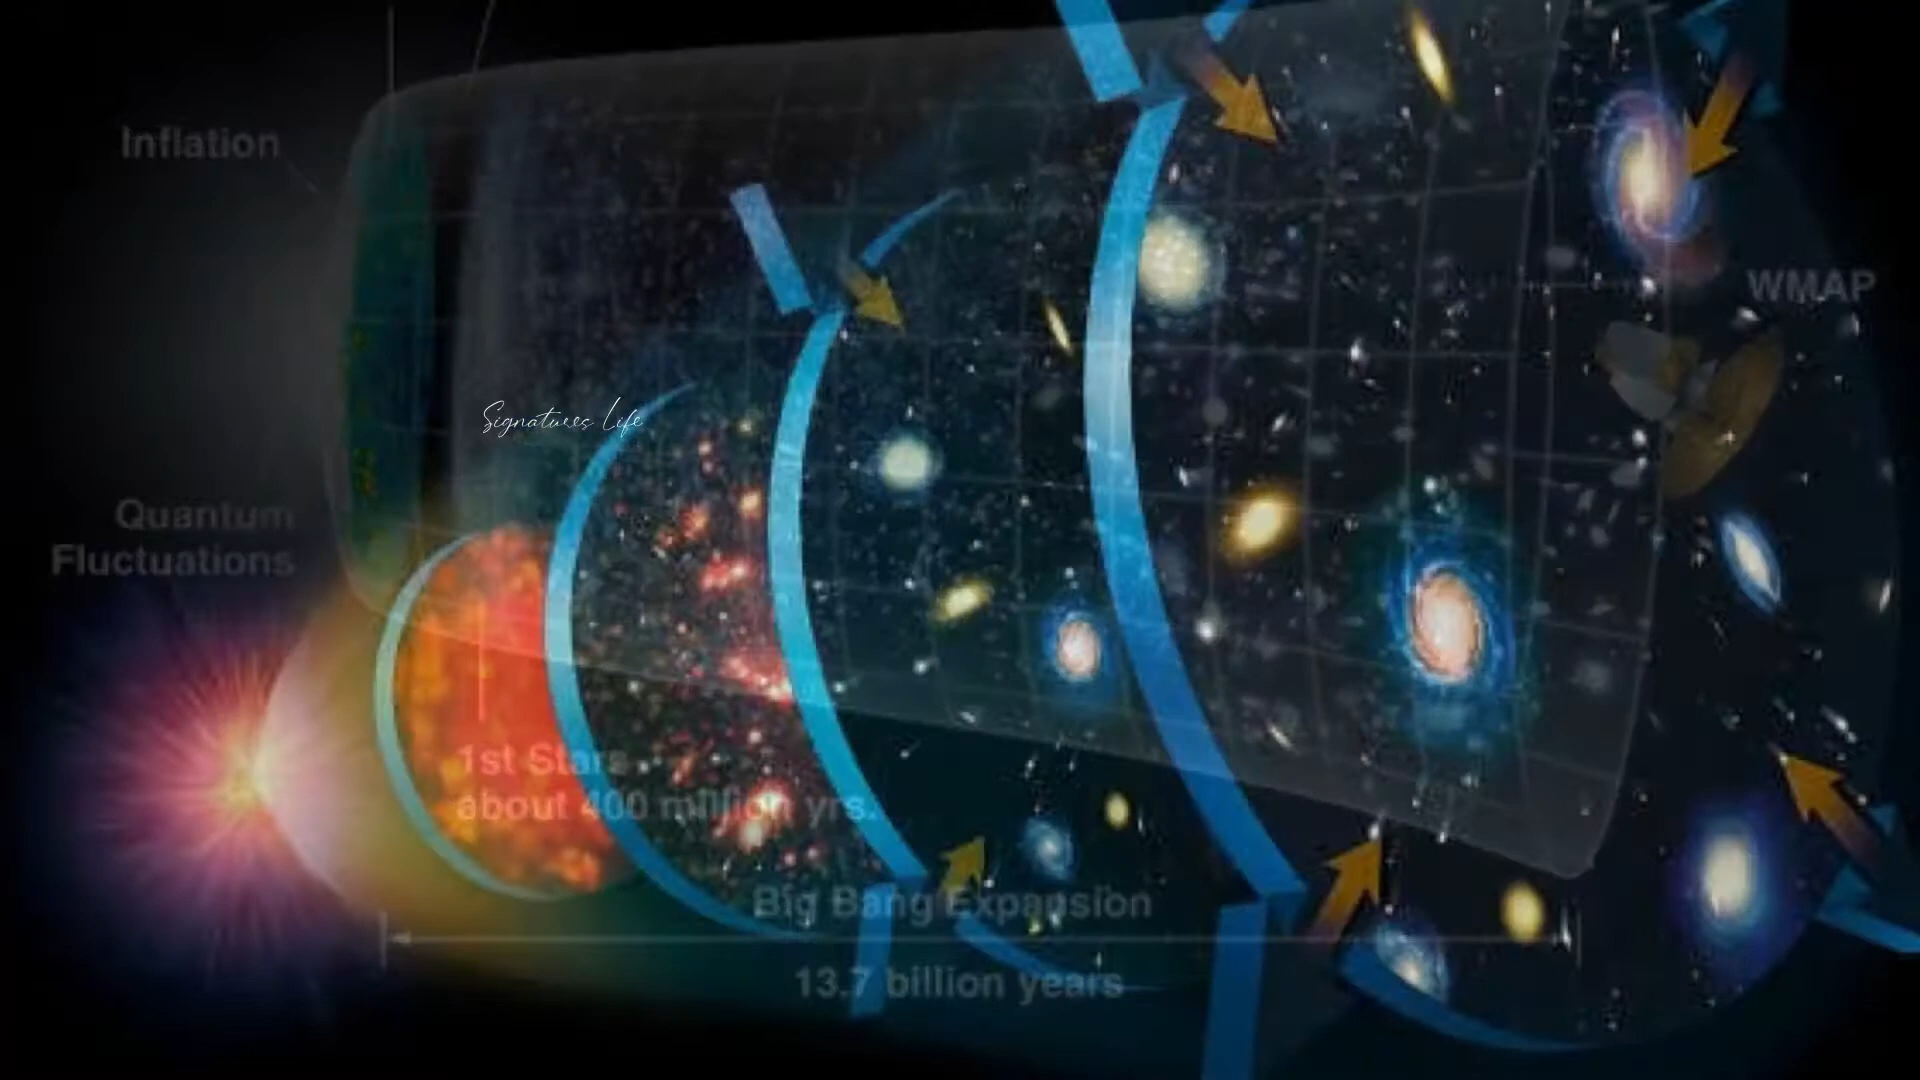 Inflation
WMAP
Signatures Life
Quantum
Fluctuations
1st Stars
about 400 million yrs.
Big Bang Expansion
13.7 billion years